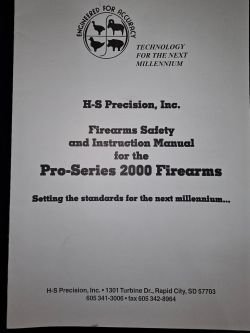 ENGINEERED FOR ACCURACY
TECHNOLOGY
FOR THE NEXT
MILLENNIUM
H-S Precision, Inc.
Firearms Safety
and Instruction Manual
for the
Pro-Series 2000 Firearms
Setting the standards for the next millennium...
H-S Precision, Inc. • 1301 Turbine Dr., Rapid City, SD 57703
605 341-3006 • fax 605 342-8964